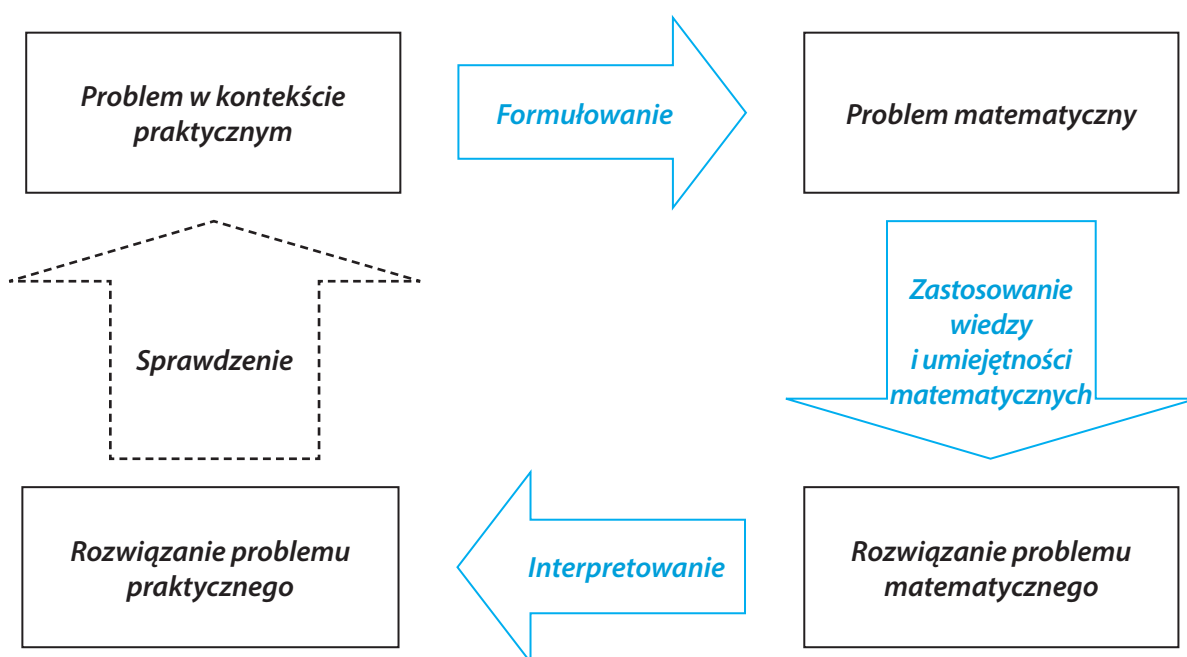 Problem w kontekście
praktycznym
Formułowanie
Problem matematyczny
Sprawdzenie
Zastosowanie
wiedzy
i umiejętności
matematycznych
Rozwiązanie problemu
praktycznego
Interpretowanie
Rozwiązanie problemu
matematycznego